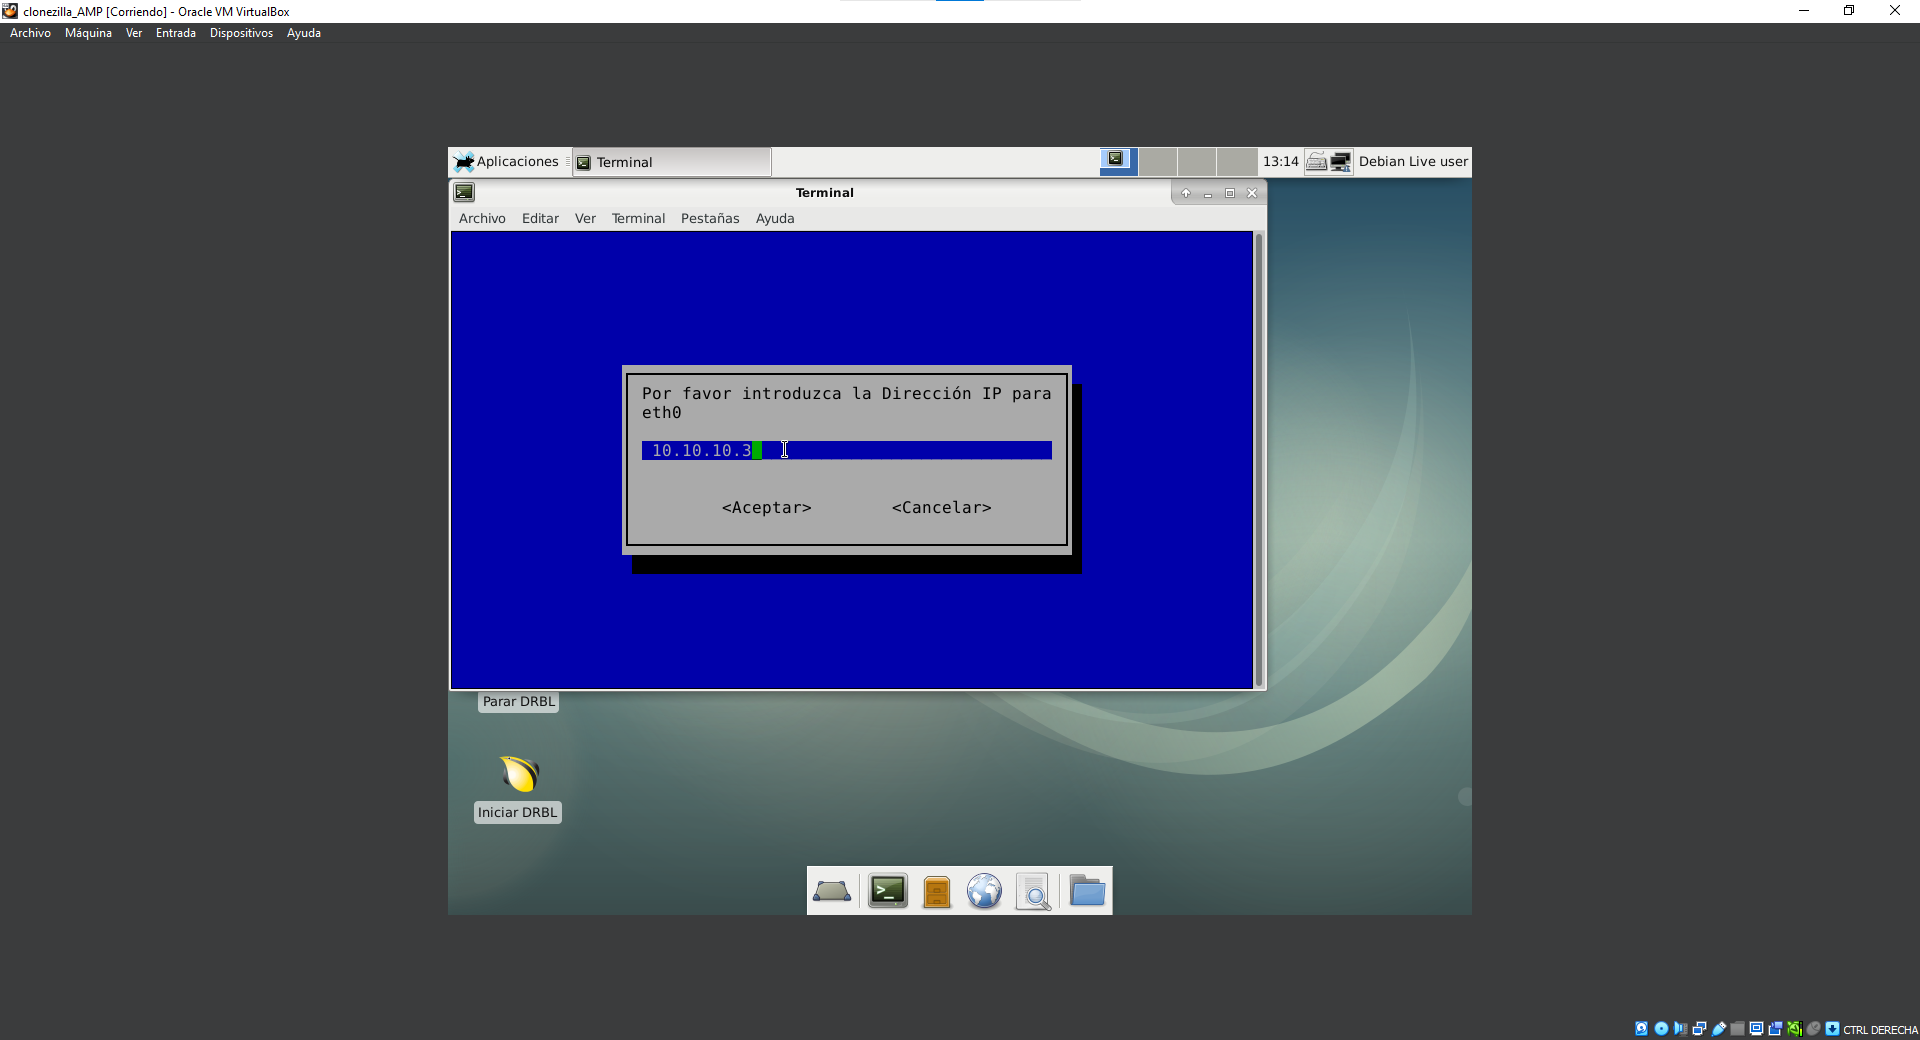 clonezilla_AMP [Corriendo] - Oracle VM VirtualBox
Archivo Máquina Ver Entrada Dispositivos Ayuda
Aplicaciones Terminal 13:14 Debian Live user
Terminal
Archivo Editar Ver Terminal Pestañas Ayuda
Por favor introduzca la Dirección IP para
eth0
10.10.10.3
<Aceptar> <Cancelar>
Parar DRBL
Iniciar DRBL
CTRL DERECHA